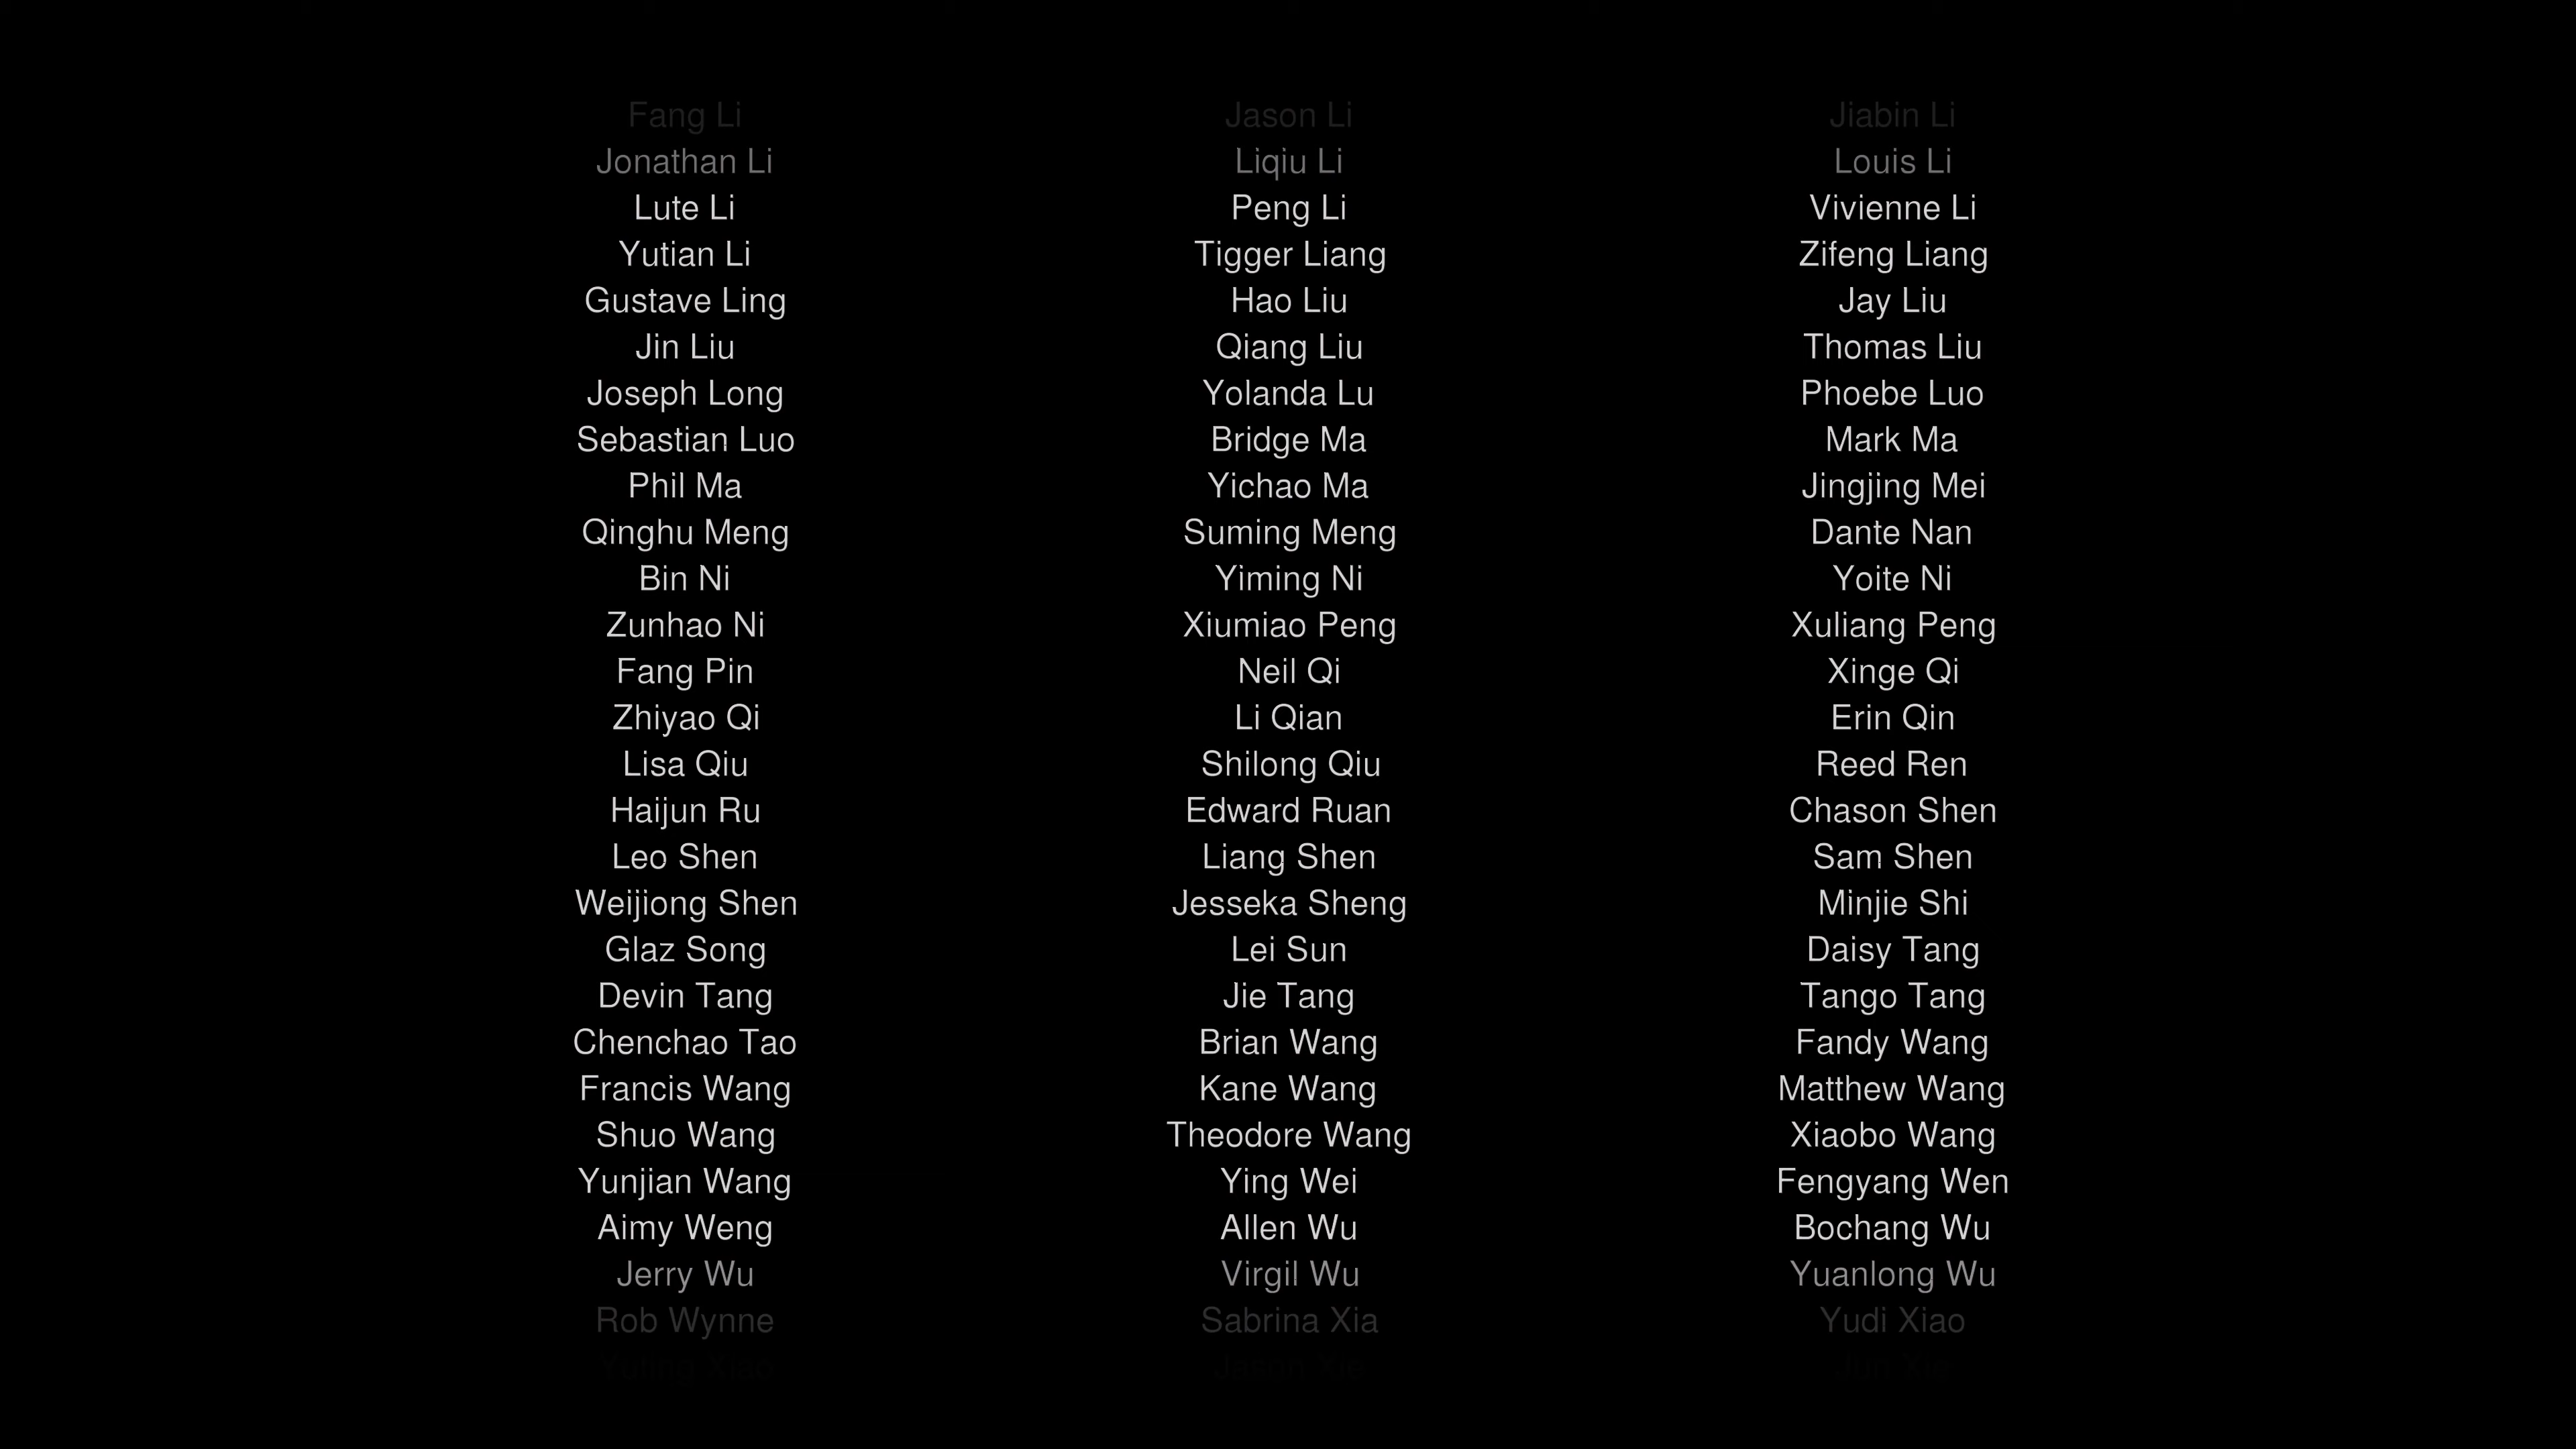 Fang Li Jason Li Jiabin Li
Jonathan Li Liqiu Li Louis Li
Lute Li Peng Li Vivienne Li
Yutian Li Tigger Liang Zifeng Liang
Gustave Ling Hao Liu Jay Liu
Jin Liu Qiang Liu Thomas Liu
Joseph Long Yolanda Lu Phoebe Luo
Sebastian Luo Bridge Ma Mark Ma
Phil Ma Yichao Ma Jingjing Mei
Qinghu Meng Suming Meng Dante Nan
Bin Ni Yiming Ni Yoite Ni
Zunhao Ni Xiumiao Peng Xuliang Peng
Fang Pin Neil Qi Xinge Qi
Zhiyao Qi Li Qian Erin Qin
Lisa Qiu Shilong Qiu Reed Ren
Haijun Ru Edward Ruan Chason Shen
Leo Shen Liang Shen Sam Shen
Weijiong Shen Jesseka Sheng Minjie Shi
Glaz Song Lei Sun Daisy Tang
Devin Tang Jie Tang Tango Tang
Chenchao Tao Brian Wang Fandy Wang
Francis Wang Kane Wang Matthew Wang
Shuo Wang Theodore Wang Xiaobo Wang
Yunjian Wang Ying Wei Fengyang Wen
Aimy Weng Allen Wu Bochang Wu
Jerry Wu Virgil Wu Yuanlong Wu
Rob Wynne Sabrina Xia Yudi Xiao